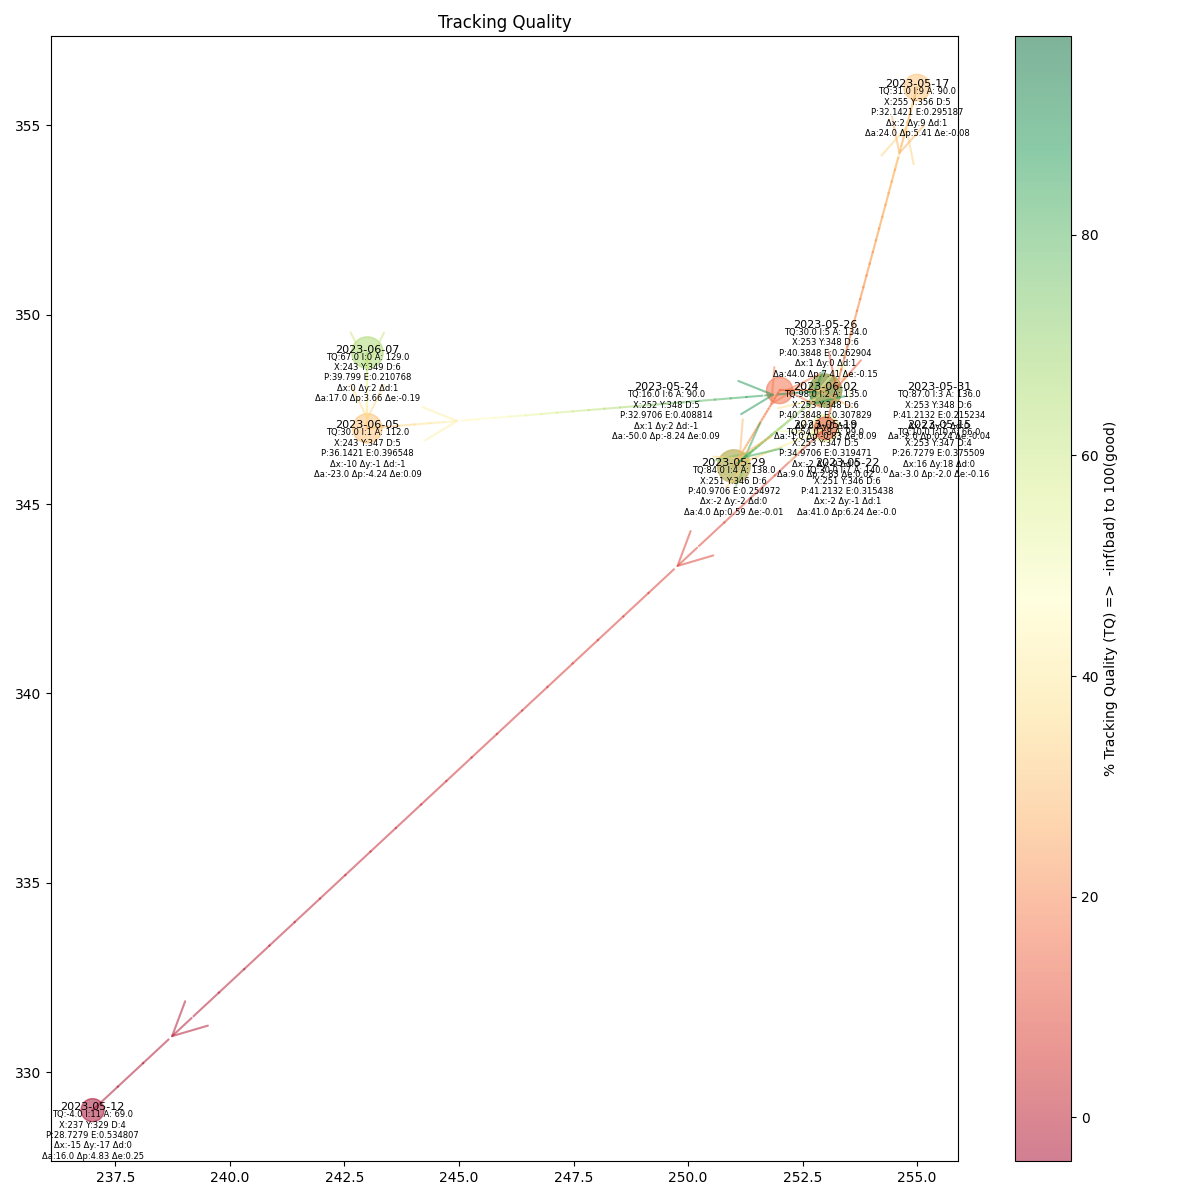 Tracking Quality
355
350
345
340
335
330
237.5
240.0
242.5
245.0
247.5
250.0
252.5
255.0
80
60
40
20
0
% Tracking Quality (TQ) => -inf(bad) to 100(good)
2023-05-17
TQ:31.0 I:9 A: 90.0
X:255 Y:356 D:5
P:32.1421 E:0.295187
Δx:2 Δy:9 Δd:1
Δa:24.0 Δp:5.41 Δe:-0.08
2023-06-07
TQ:67.0 I:0 A: 129.0
X:243 Y:349 D:6
P:39.799 E:0.210768
Δx:0 Δy:2 Δd:1
Δa:17.0 Δp:3.66 Δe:-0.19
2023-06-05
TQ:30.0 I:1 A: 112.0
X:243 Y:347 D:5
P:36.1421 E:0.396548
Δx:-10 Δy:-1 Δd:-1
Δa:-23.0 Δp:-4.24 Δe:0.09
2023-05-26
TQ:30.0 I:5 A: 134.0
X:253 Y:348 D:6
P:40.3848 E:0.262904
Δx:1 Δy:0 Δd:1
Δa:44.0 Δp:7.41 Δe:-0.15
2023-05-24
TQ:16.0 I:6 A: 90.0
X:252 Y:348 D:5
P:32.9706 E:0.408814
Δx:1 Δy:2 Δd:-1
Δa:-50.0 Δp:-8.24 Δe:0.09
2023-06-02
TQ:98.0 I:2 A: 135.0
X:253 Y:348 D:6
P:40.3848 E:0.307829
2023-05-31
TQ:87.0 I:3 A: 136.0
X:253 Y:348 D:6
P:41.2132 E:0.215234
2023-05-19
X:253 Y:347 D:5
P:34.9706 E:0.319471
2023-05-15
X:253 Y:347 D:4
P:26.7279 E:0.375509
Δx:16 Δy:18 Δd:0
Δa:-3.0 Δp:-2.0 Δe:-0.16
2023-05-29
TQ:84.0 I:4 A: 138.0
X:251 Y:346 D:6
P:40.9706 E:0.254972
Δx:-2 Δy:-2 Δd:0
Δa:4.0 Δp:0.59 Δe:-0.01
2023-05-22
X:251 Y:346 D:6
P:41.2132 E:0.315438
Δx:-2 Δy:-1 Δd:1
Δa:41.0 Δp:6.24 Δe:-0.0
2023-05-12
TQ:-4.0 I:11 A: 69.0
X:237 Y:329 D:4
P:28.7279 E:0.534807
Δx:-15 Δy:-17 Δd:0
Δa:16.0 Δp:4.83 Δe:0.25